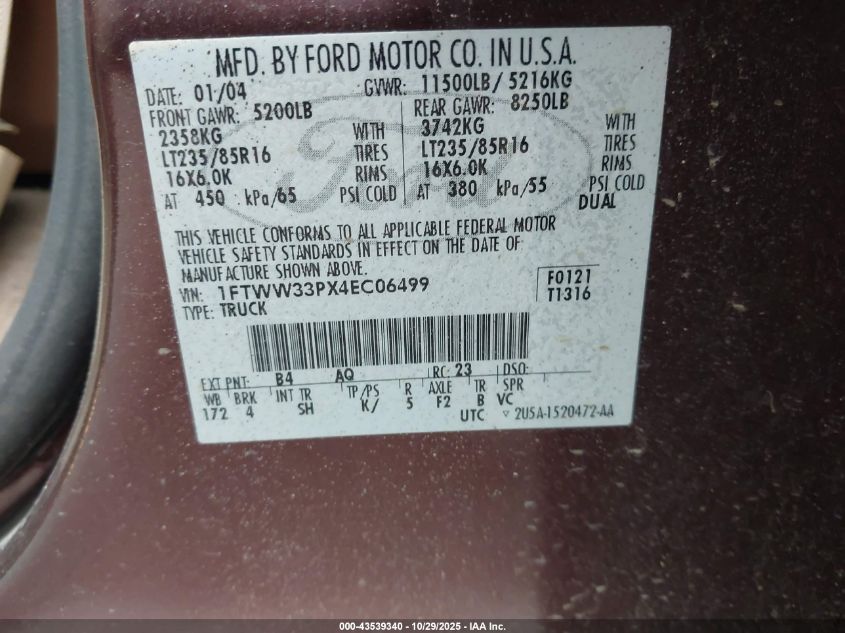 MFD. BY FORD MOTOR CO. IN U.S.A.
DATE: 01/04 GVWR: 11500LB/ 5216KG
FRONT GAWR: 5200LB REAR GAWR: 8250LB
2358KG WITH 3742KG WITH
LT235/85R16 TIRES LT235/85R16 TIRES
16X6.0K RIMS 16X6.0K RIMS
AT 450 kPa/65 PSI COLD AT 380 kPa/55 PSI COLD
DUAL
Ford
THIS VEHICLE CONFORMS TO ALL APPLICABLE FEDERAL MOTOR
VEHICLE SAFETY STANDARDS IN EFFECT ON THE DATE OF
MANUFACTURE SHOWN ABOVE.
VIN: 1FTWW33PX4EC06499 F0121
TYPE: TRUCK T1316
EXT PNT: B4 AQ RC: 23 DSO:
WB BRK INT TR TP/PS R AXLE TR SPR
172 4 SH K/ 5 F2 B VC
UTC ▽ 2U5A-1520472-AA
000-43539340 - 10/29/2025 - IAA Inc.